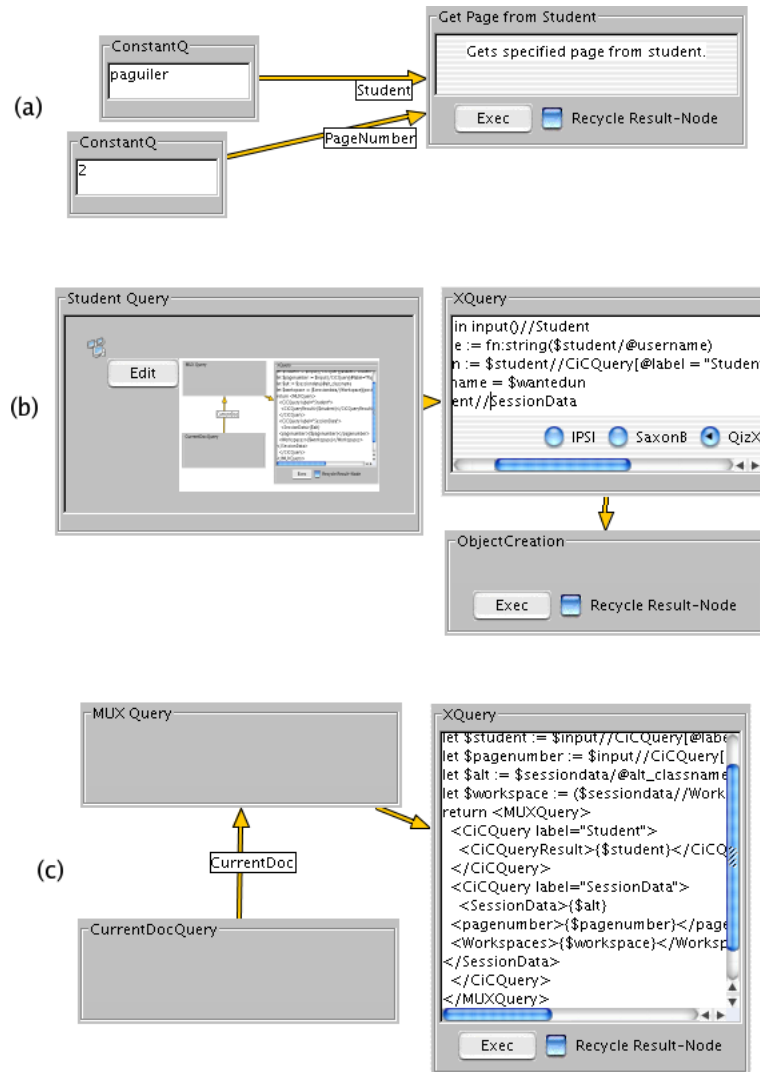 (a)
ConstantQ
paguiler
Student
ConstantQ
2
PageNumber
Get Page from Student
Gets specified page from student.
Exec
Recycle Result-Node
(b)
Student Query
Edit
XQuery
in input()//Student
e := fn:string($student/@username)
n := $student//CiCQuery[@label = "Student
name = $wantedun
ent//SessionData
IPSI SaxonB QizX
ObjectCreation
Exec
Recycle Result-Node
(c)
MUX Query
CurrentDoc
CurrentDocQuery
XQuery
let $student := $input//CiCQuery[@labe
let $pagenumber := $input//CiCQuery[
let $alt := $sessiondata/@alt_classname
let $workspace := ($sessiondata//Work
return <MUXQuery>
<CiCQuery label="Student">
<CiCQueryResult>{$student}</CiCQ
</CiCQuery>
<CiCQuery label="SessionData">
<SessionData>{$alt}
<pagenumber>{$pagenumber}</page
<Workspaces>{$workspace}</Worksp
</SessionData>
</CiCQuery>
</MUXQuery>
Exec
Recycle Result-Node